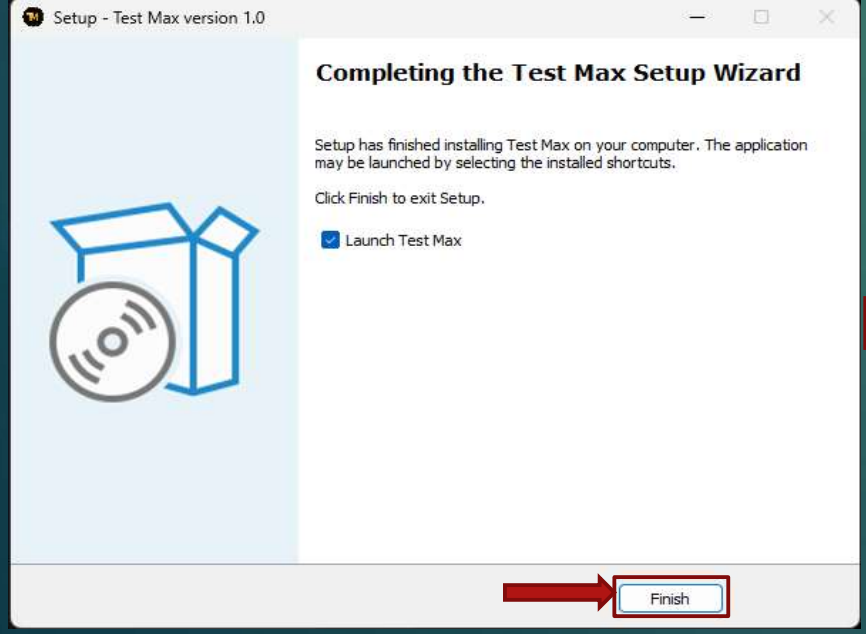 Setup - Test Max version 1.0
Completing the Test Max Setup Wizard
Setup has finished installing Test Max on your computer. The application
may be launched by selecting the installed shortcuts.
Click Finish to exit Setup.
Launch Test Max
Finish